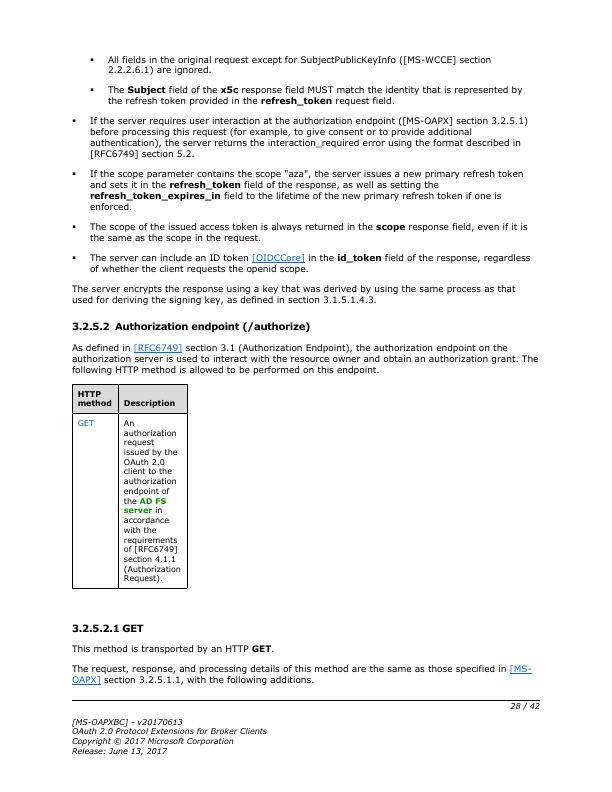 ▪ All fields in the original request except for SubjectPublicKeyInfo ([MS-WCCE] section
2.2.2.6.1) are ignored.
▪ The Subject field of the x5c response field MUST match the identity that is represented by
the refresh token provided in the refresh_token request field.
▪ If the server requires user interaction at the authorization endpoint ([MS-OAPX] section 3.2.5.1)
before processing this request (for example, to give consent or to provide additional
authentication), the server returns the interaction_required error using the format described in
[RFC6749] section 5.2.
▪ If the scope parameter contains the scope "aza", the server issues a new primary refresh token
and sets it in the refresh_token field of the response, as well as setting the
refresh_token_expires_in field to the lifetime of the new primary refresh token if one is
enforced.
▪ The scope of the issued access token is always returned in the scope response field, even if it is
the same as the scope in the request.
▪ The server can include an ID token [OIDCCore] in the id_token field of the response, regardless
of whether the client requests the openid scope.
The server encrypts the response using a key that was derived by using the same process as that
used for deriving the signing key, as defined in section 3.1.5.1.4.3.
3.2.5.2 Authorization endpoint (/authorize)
As defined in [RFC6749] section 3.1 (Authorization Endpoint), the authorization endpoint on the
authorization server is used to interact with the resource owner and obtain an authorization grant. The
following HTTP method is allowed to be performed on this endpoint.
HTTP
method Description
GET An
authorization
request
issued by the
OAuth 2.0
client to the
authorization
endpoint of
the AD FS
server in
accordance
with the
requirements
of [RFC6749]
section 4.1.1
(Authorization
Request).
3.2.5.2.1 GET
This method is transported by an HTTP GET.
The request, response, and processing details of this method are the same as those specified in [MS-
OAPX] section 3.2.5.1.1, with the following additions.
28 / 42
[MS-OAPXBC] - v20170613
OAuth 2.0 Protocol Extensions for Broker Clients
Copyright © 2017 Microsoft Corporation
Release: June 13, 2017